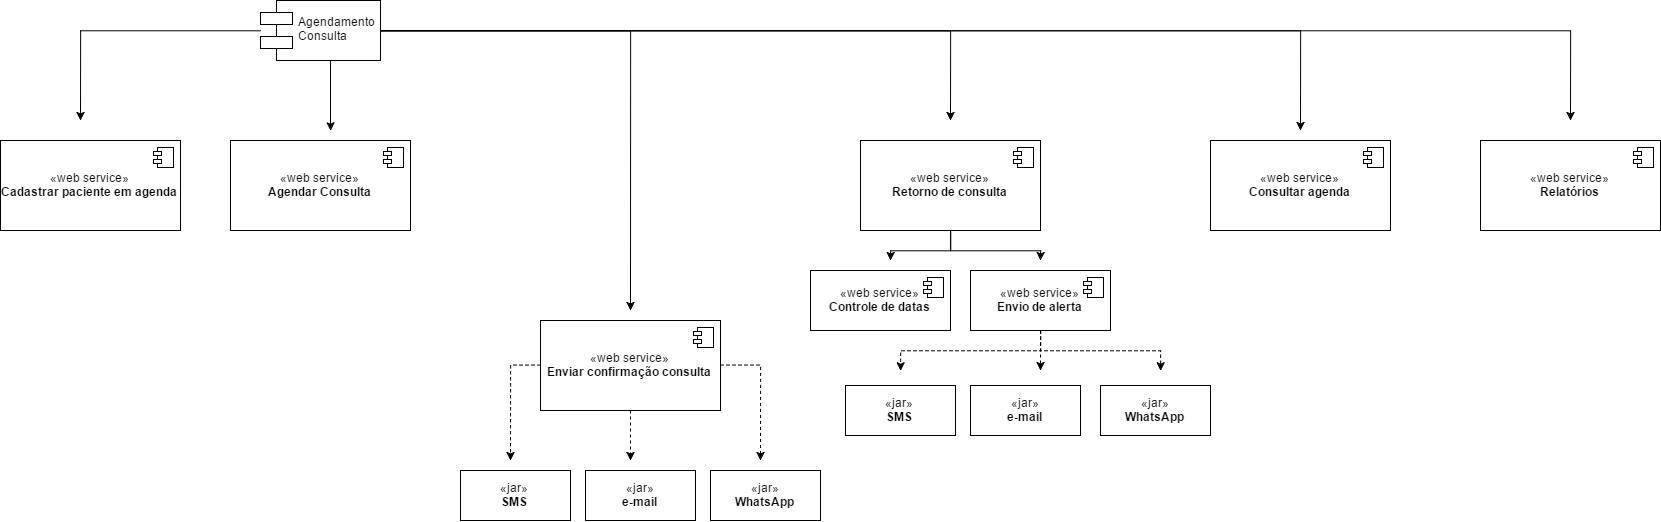 Agendamento
Consulta
«web service»
Cadastrar paciente em agenda
«web service»
Agendar Consulta
«web service»
Retorno de consulta
«web service»
Consultar agenda
«web service»
Relatórios
«web service»
Controle de datas
«web service»
Envio de alerta
«web service»
Enviar confirmação consulta
«jar»
SMS
«jar»
e-mail
«jar»
WhatsApp
«jar»
SMS
«jar»
e-mail
«jar»
WhatsApp